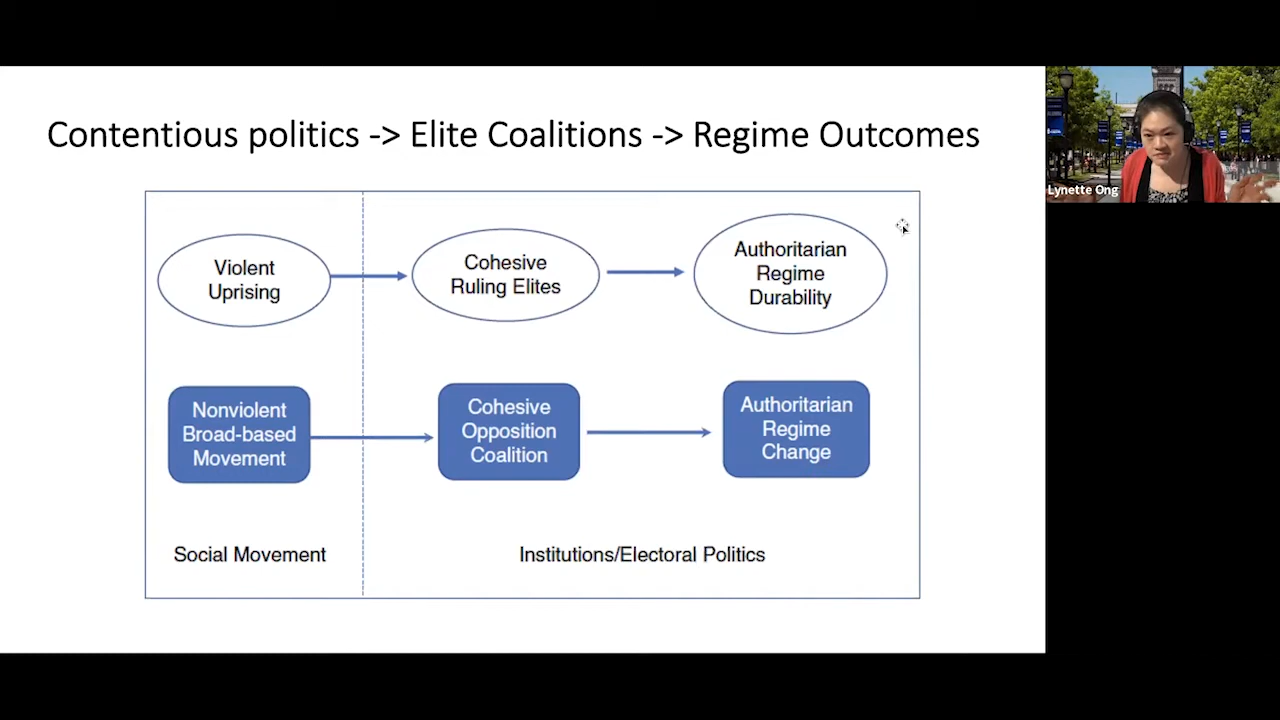 Contentious politics -> Elite Coalitions -> Regime Outcomes
Lynette Ong
Violent
Uprising
Cohesive
Ruling Elites
Authoritarian
Regime
Durability
Nonviolent
Broad-based
Movement
Cohesive
Opposition
Coalition
Authoritarian
Regime
Change
Social Movement
Institutions/Electoral Politics